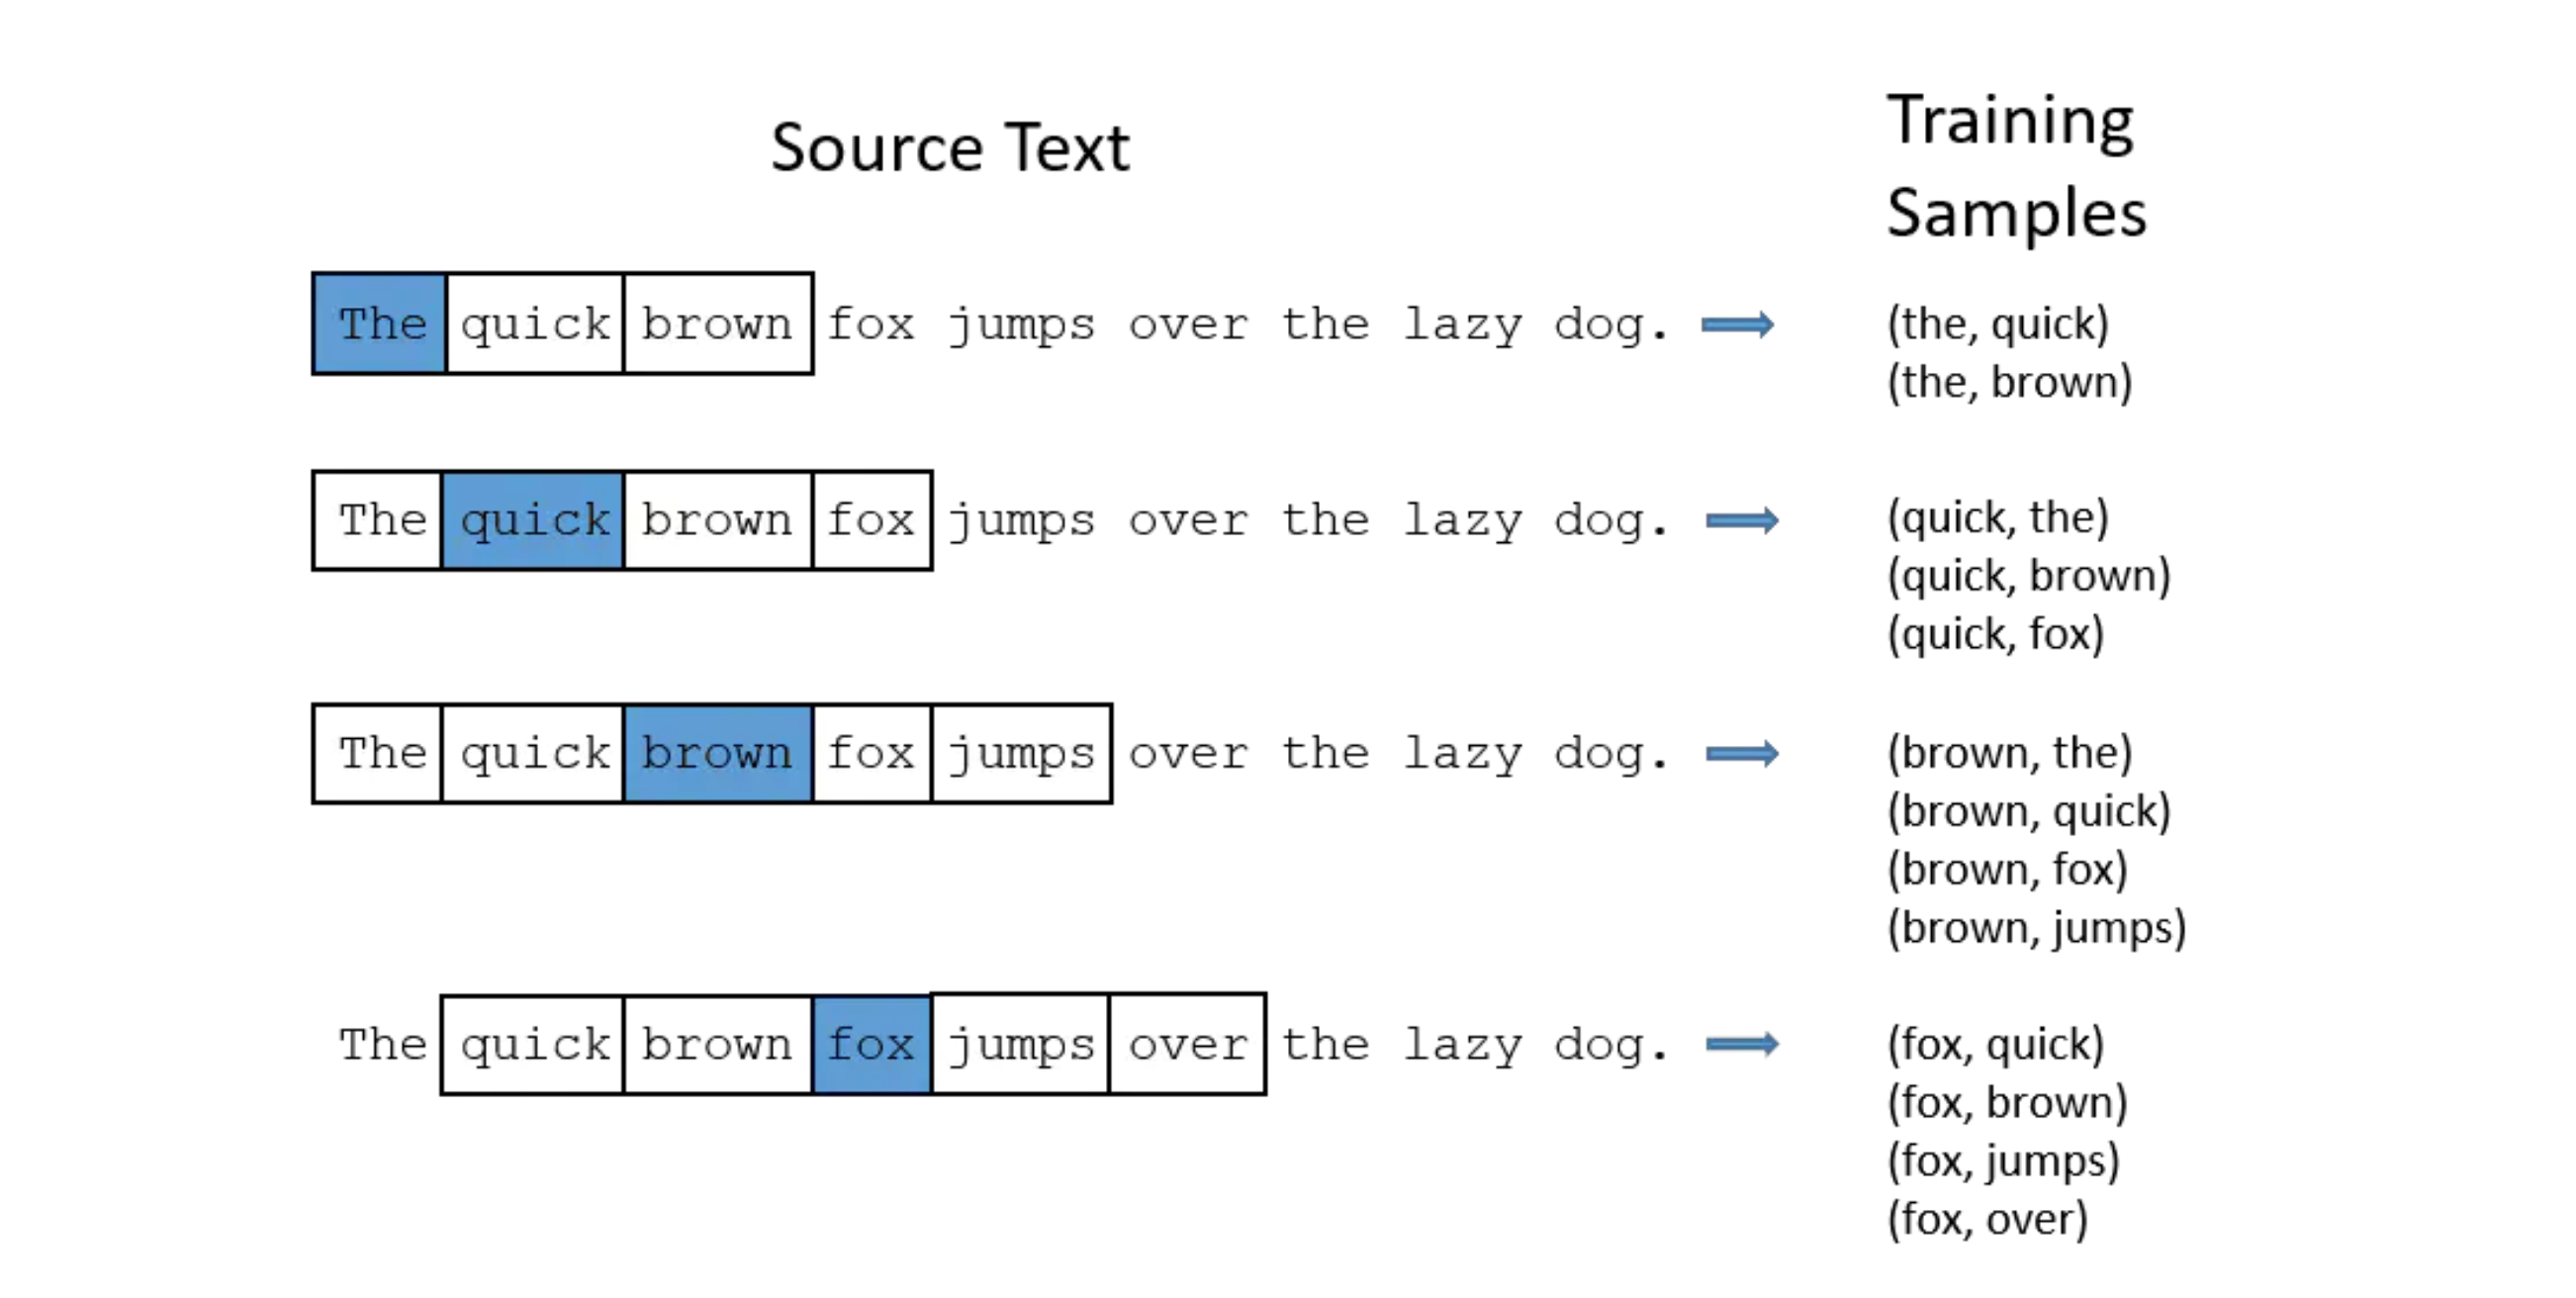 Source Text
Training
Samples
The quick brown fox jumps over the lazy dog.
(the, quick)
(the, brown)
The quick brown fox jumps over the lazy dog.
(quick, the)
(quick, brown)
(quick, fox)
The quick brown fox jumps over the lazy dog.
(brown, the)
(brown, quick)
(brown, fox)
(brown, jumps)
The quick brown fox jumps over the lazy dog.
(fox, quick)
(fox, brown)
(fox, jumps)
(fox, over)